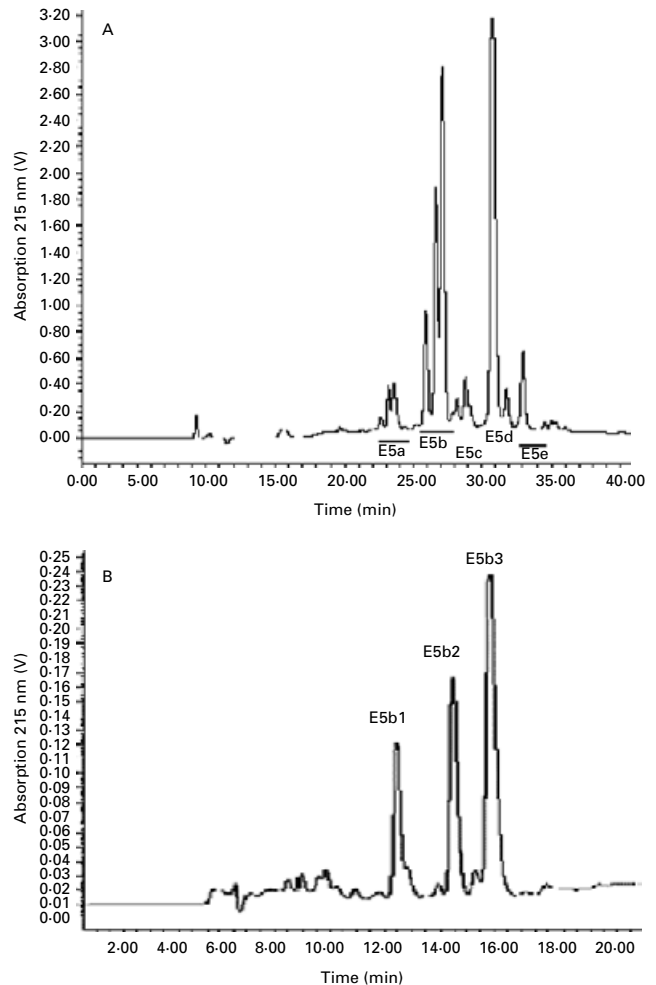 A
Absorption 215 nm (V)
3·20
3·00
2·80
2·60
2·40
2·20
2·00
1·80
1·60
1·40
1·20
1·00
0·80
0·60
0·40
0·20
0·00
E5a
E5b
E5c
E5d
E5e
0·00 5·00 10·00 15·00 20·00 25·00 30·00 35·00 40·00
Time (min)
B
Absorption 215 nm (V)
0·25
0·24
0·23
0·22
0·21
0·20
0·19
0·18
0·17
0·16
0·15
0·14
0·13
0·12
0·11
0·10
0·09
0·08
0·07
0·06
0·05
0·04
0·03
0·02
0·01
0·00
E5b1
E5b2
E5b3
2·00 4·00 6·00 8·00 10·00 12·00 14·00 16·00 18·00 20·00
Time (min)